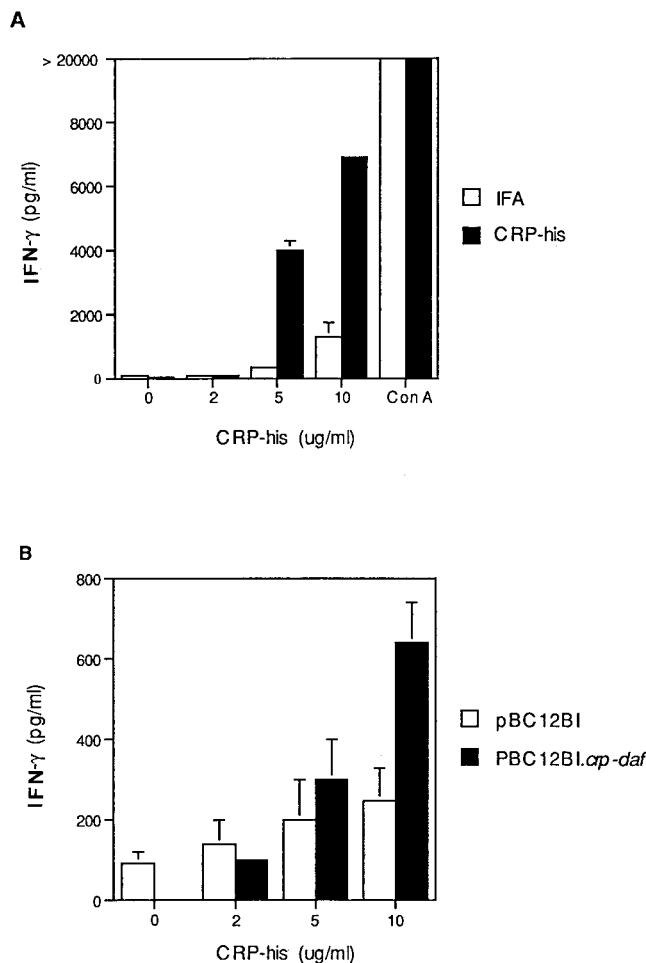 A
IFN-γ (pg/ml)
> 20000
8000
6000
4000
2000
0
0 2 5 10 Con A
CRP-his (ug/ml)
IFA
CRP-his
B
IFN-γ (pg/ml)
800
600
400
200
0
0 2 5 10
CRP-his (ug/ml)
pBC12BI
PBC12BI.crp-daf